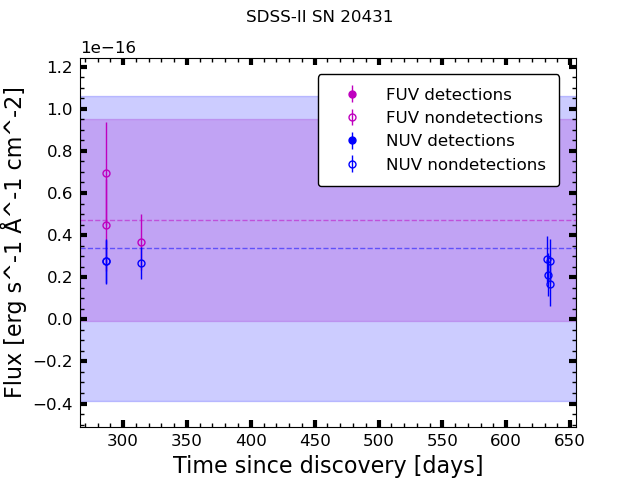 SDSS-II SN 20431
1e−16
1.2
1.0
0.8
0.6
0.4
0.2
0.0
−0.2
−0.4
Flux [erg s^-1 Å^-1 cm^-2]
FUV detections
FUV nondetections
NUV detections
NUV nondetections
300 350 400 450 500 550 600 650
Time since discovery [days]